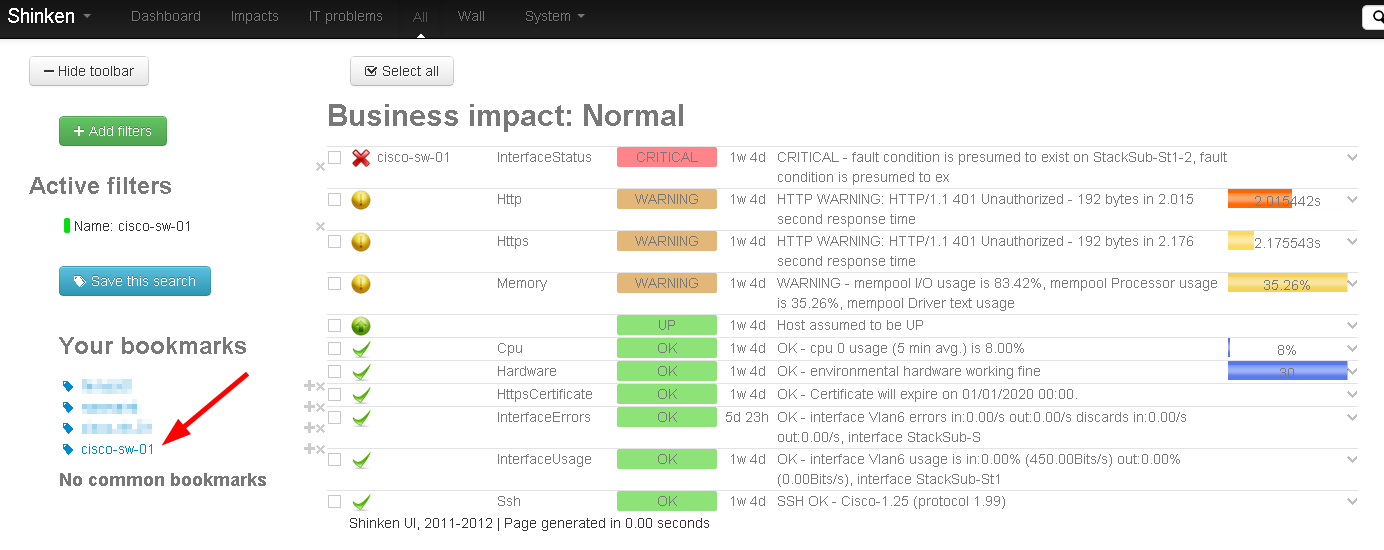 Shinken Dashboard Impacts IT problems All Wall System
Hide toolbar Select all
Business impact: Normal
Add filters
cisco-sw-01 InterfaceStatus CRITICAL 1w 4d CRITICAL - fault condition is presumed to exist on StackSub-St1-2, fault
condition is presumed to ex
Active filters
Name: cisco-sw-01
Http WARNING 1w 4d HTTP WARNING: HTTP/1.1 401 Unauthorized - 192 bytes in 2.015 2.015442s
second response time
Https WARNING 1w 4d HTTP WARNING: HTTP/1.1 401 Unauthorized - 192 bytes in 2.176 2.175543s
second response time
Save this search
Memory WARNING 1w 4d WARNING - mempool I/O usage is 83.42%, mempool Processor usage 35.26%
is 35.26%, mempool Driver text usage
UP 1w 4d Host assumed to be UP
Your bookmarks
Cpu OK 1w 4d OK - cpu 0 usage (5 min avg.) is 8.00% 8%
Hardware OK 1w 4d OK - environmental hardware working fine 30
HttpsCertificate OK 1w 4d OK - Certificate will expire on 01/01/2020 00:00.
InterfaceErrors OK 5d 23h OK - interface Vlan6 errors in:0.00/s out:0.00/s discards in:0.00/s
out:0.00/s, interface StackSub-S
cisco-sw-01
InterfaceUsage OK 1w 4d OK - interface Vlan6 usage is in:0.00% (450.00Bits/s) out:0.00%
(0.00Bits/s), interface StackSub-St1
No common bookmarks
Ssh OK 1w 4d SSH OK - Cisco-1.25 (protocol 1.99)
Shinken UI, 2011-2012 | Page generated in 0.00 seconds